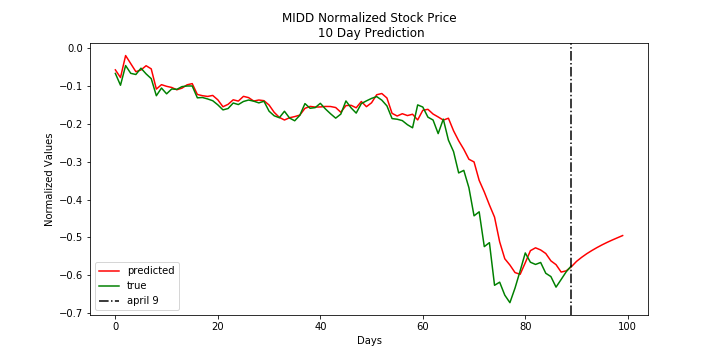 MIDD Normalized Stock Price
10 Day Prediction
0.0
−0.1
−0.2
−0.3
−0.4
−0.5
−0.6
−0.7
Normalized Values
predicted
true
april 9
0 20 40 60 80 100
Days